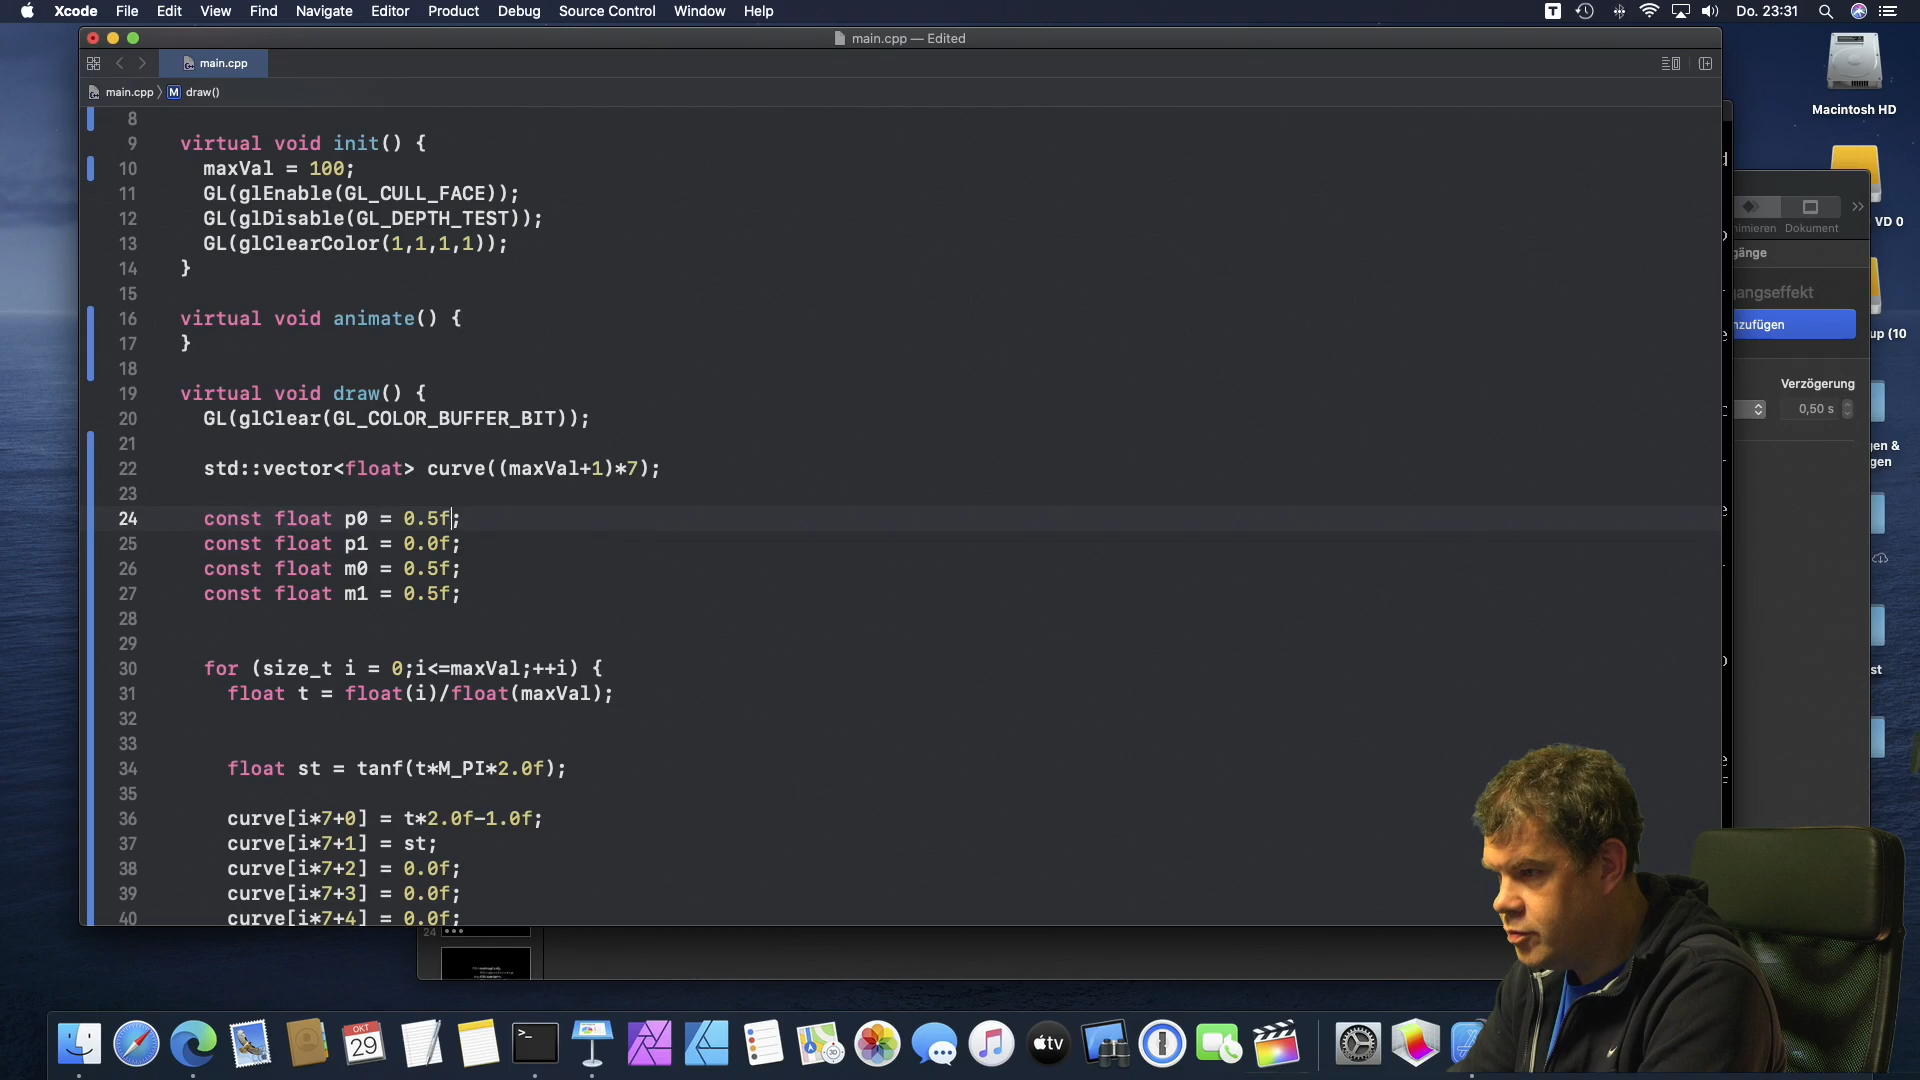 Xcode File Edit View Find Navigate Editor Product Debug Source Control Window Help
Do. 23:31
main.cpp — Edited
main.cpp
main.cpp draw()
8
9 virtual void init() {
10 maxVal = 100;
11 GL(glEnable(GL_CULL_FACE));
12 GL(glDisable(GL_DEPTH_TEST));
13 GL(glClearColor(1,1,1,1));
14 }
15
16 virtual void animate() {
17 }
18
19 virtual void draw() {
20 GL(glClear(GL_COLOR_BUFFER_BIT));
21
22 std::vector<float> curve((maxVal+1)*7);
23
24 const float p0 = 0.5f;
25 const float p1 = 0.0f;
26 const float m0 = 0.5f;
27 const float m1 = 0.5f;
28
29
30 for (size_t i = 0;i<=maxVal;++i) {
31 float t = float(i)/float(maxVal);
32
33
34 float st = tanf(t*M_PI*2.0f);
35
36 curve[i*7+0] = t*2.0f-1.0f;
37 curve[i*7+1] = st;
38 curve[i*7+2] = 0.0f;
39 curve[i*7+3] = 0.0f;
40 curve[i*7+4] = 0.0f;
Macintosh HD
VD 0
nimieren Dokument
gänge
angseffekt
nzufügen
up (10
Verzögerung
0,50 s
en &
gen
st
24
OKT
29
tv